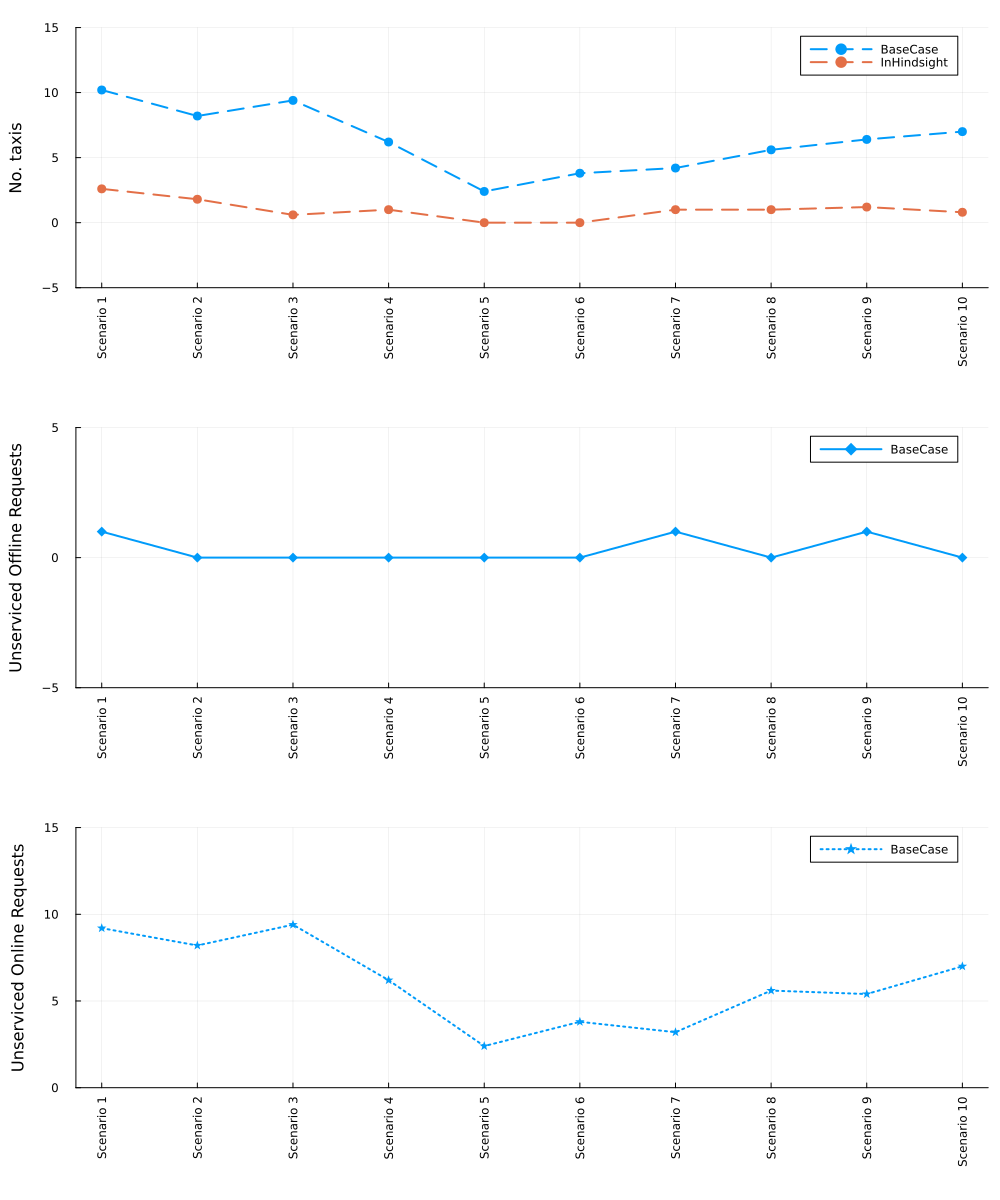 15
10
5
0
−5
No. taxis
BaseCase
InHindsight
Scenario 1
Scenario 2
Scenario 3
Scenario 4
Scenario 5
Scenario 6
Scenario 7
Scenario 8
Scenario 9
Scenario 10
5
0
−5
Unserviced Offline Requests
BaseCase
Scenario 1
Scenario 2
Scenario 3
Scenario 4
Scenario 5
Scenario 6
Scenario 7
Scenario 8
Scenario 9
Scenario 10
15
10
5
0
Unserviced Online Requests
BaseCase
Scenario 1
Scenario 2
Scenario 3
Scenario 4
Scenario 5
Scenario 6
Scenario 7
Scenario 8
Scenario 9
Scenario 10